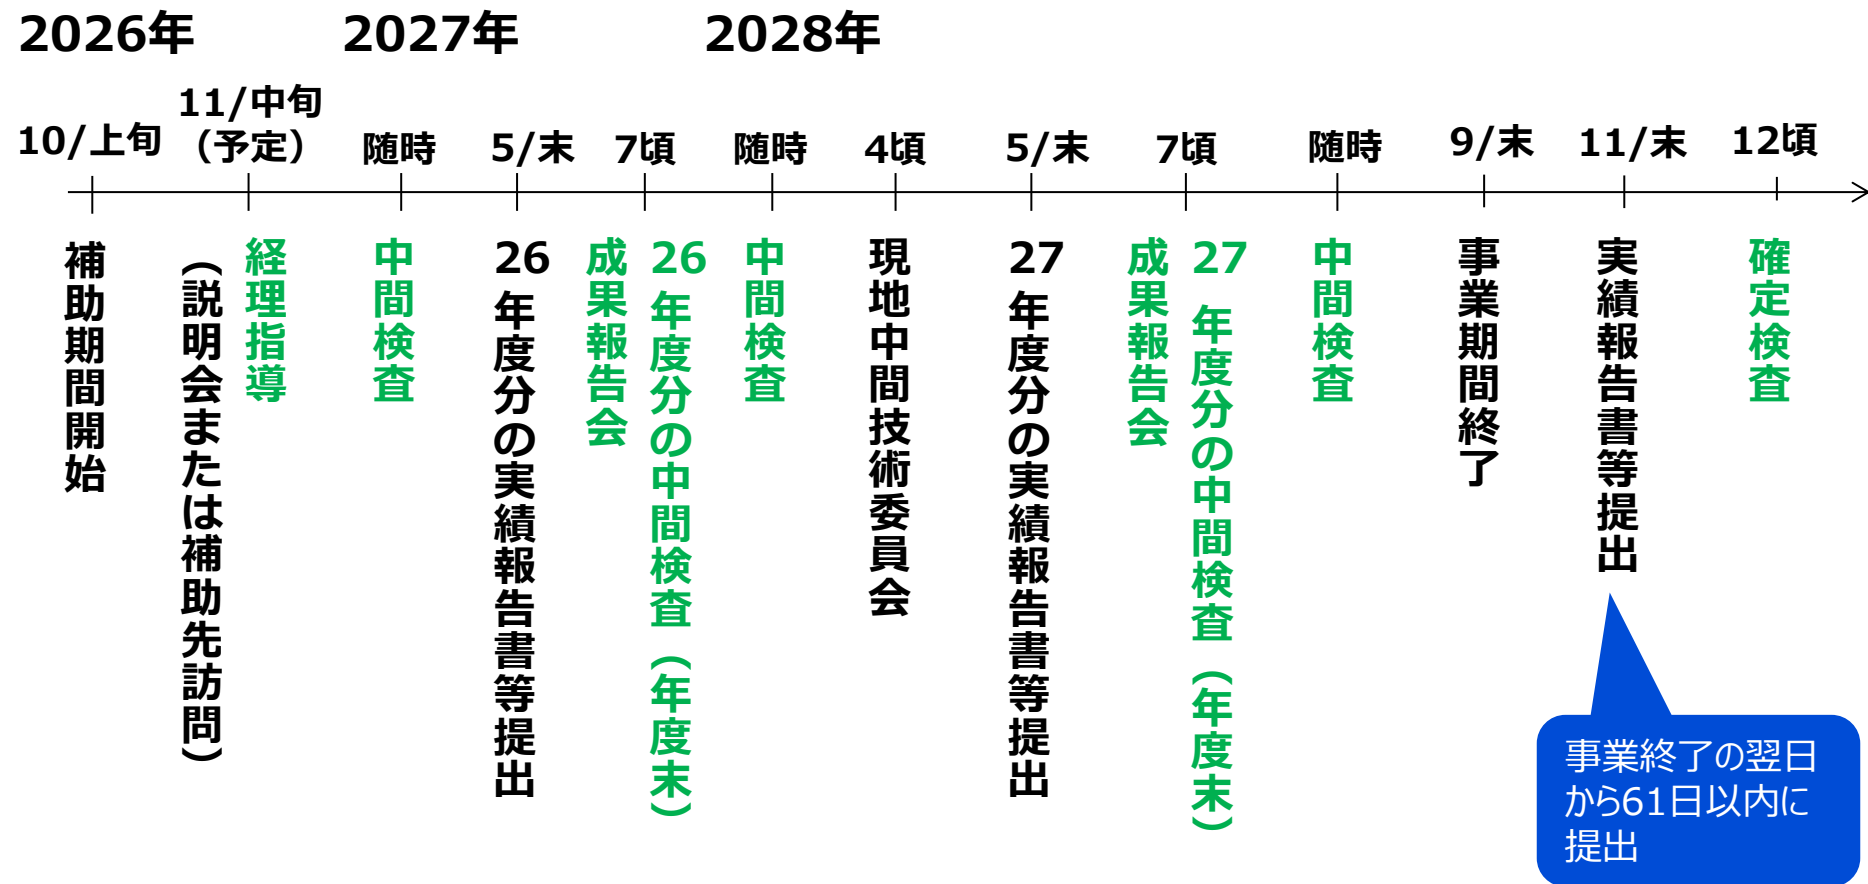 2026年
2027年
2028年
10/上旬
11/中旬
（予定）
随時
5/末
7頃
随時
4頃
5/末
7頃
随時
9/末
11/末
12頃
補助期間開始
経理指導
（説明会または補助先訪問）
中間検査
26年度分の実績報告書等提出
26年度分の中間検査（年度末）
成果報告会
中間検査
現地中間技術委員会
27年度分の実績報告書等提出
27年度分の中間検査（年度末）
成果報告会
中間検査
事業期間終了
実績報告書等提出
確定検査
事業終了の翌日
から61日以内に
提出